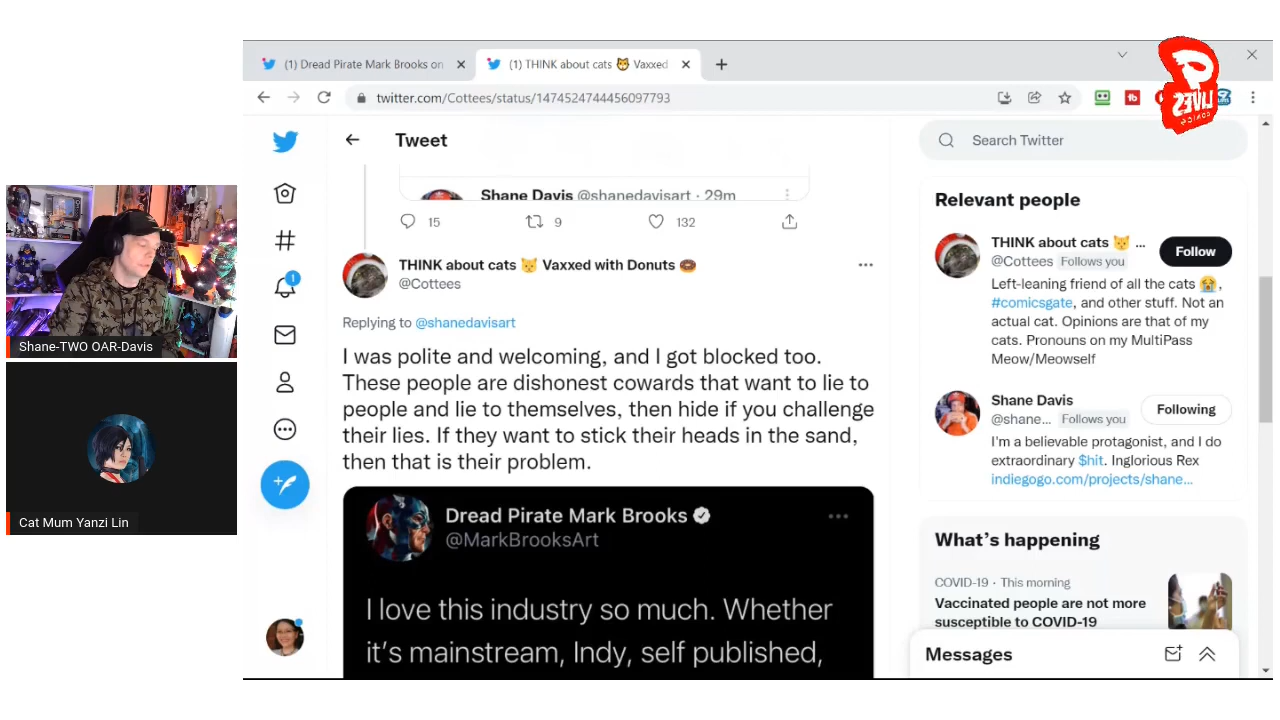 (1) Dread Pirate Mark Brooks on
(1) THINK about cats 😼 Vaxxed
twitter.com/Cottees/status/1474524744456097793
Tweet
Search Twitter
Shane Davis @shanedavisart · 29m
15
9
132
THINK about cats 😼 Vaxxed with Donuts 🍩
@Cottees
Replying to @shanedavisart
I was polite and welcoming, and I got blocked too.
These people are dishonest cowards that want to lie to
people and lie to themselves, then hide if you challenge
their lies. If they want to stick their heads in the sand,
then that is their problem.
Dread Pirate Mark Brooks
@MarkBrooksArt
I love this industry so much. Whether
it's mainstream, Indy, self published,
Relevant people
THINK about cats 😼 ...
@Cottees Follows you
Follow
Left-leaning friend of all the cats 😭,
#comicsgate, and other stuff. Not an
actual cat. Opinions are that of my
cats. Pronouns on my MultiPass
Meow/Meowself
Shane Davis
@shane... Follows you
Following
I'm a believable protagonist, and I do
extraordinary $hit. Inglorious Rex
indiegogo.com/projects/shane...
What's happening
COVID-19 · This morning
Vaccinated people are not more
susceptible to COVID-19
Messages
1
tb
LIVES
COMICS
Shane-TWO OAR-Davis
Cat Mum Yanzi Lin